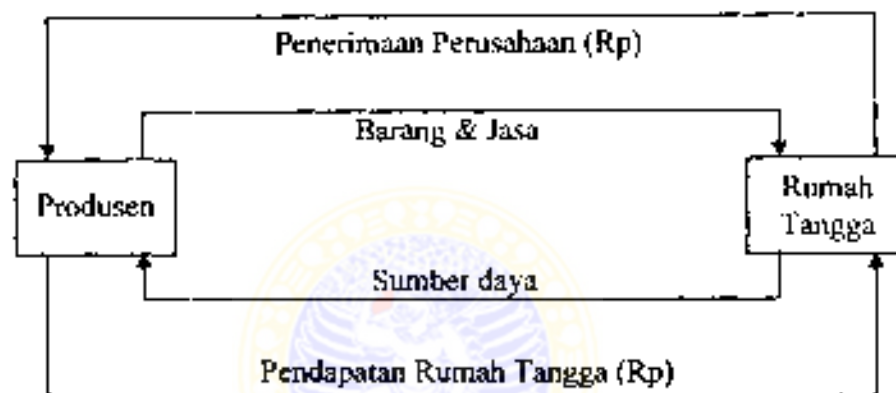 Penerimaan Perusahaan (Rp)
Barang & Jasa
Produsen
Rumah
Tangga
Sumber daya
Pendapatan Rumah Tangga (Rp)